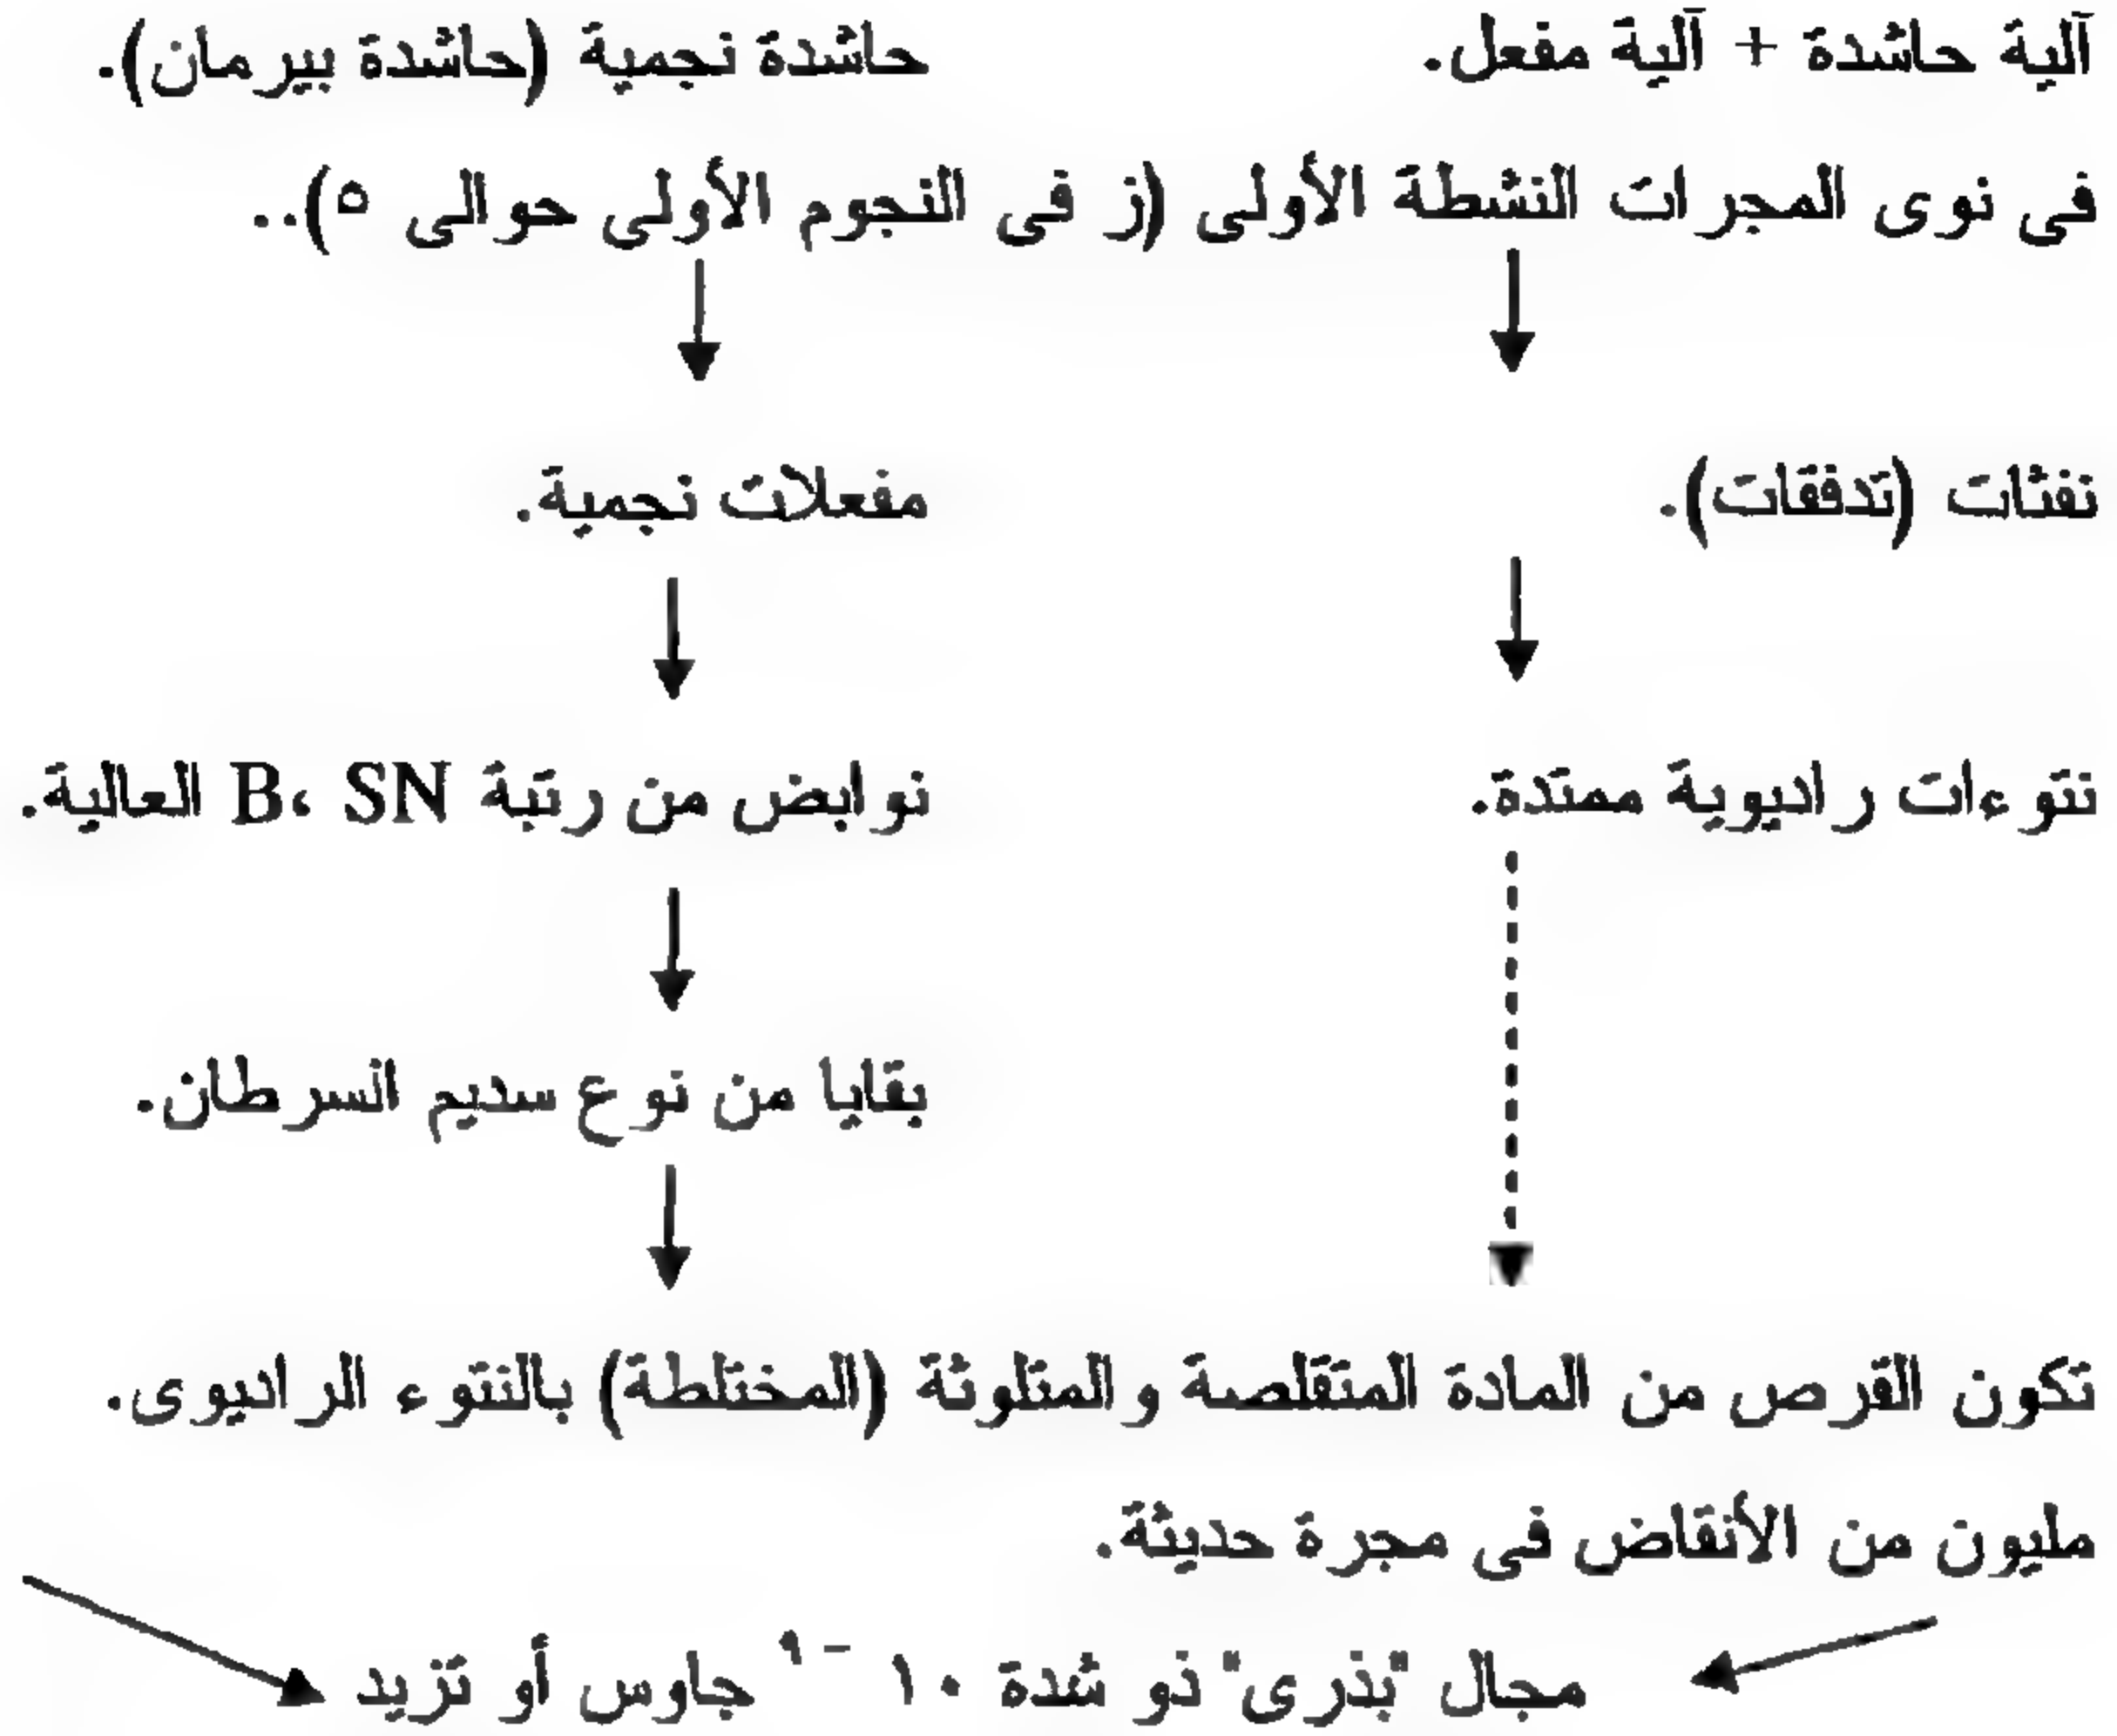 آلية حاشدة + آلية مفعل. حاشدة نجمية (حاشدة بيرمان).
فى نوى المجرات النشطة الأولى (ز فى النجوم الأولى حوالى ٥)..
نفثات (تدفقات). مفعلات نجمية.
نتوءات راديوية ممتدة. نوابض من رتبة B، SN العالية.
بقايا من نوع سديم السرطان.
تكون القرص من المادة المتقلصة والمتلوثة (المختلطة) بالنتوء الراديوى.
مليون من الأنقاض فى مجرة حديثة.
مجال "بذرى" ذو شدة ١٠ – ٩ جاوس أو تزيد